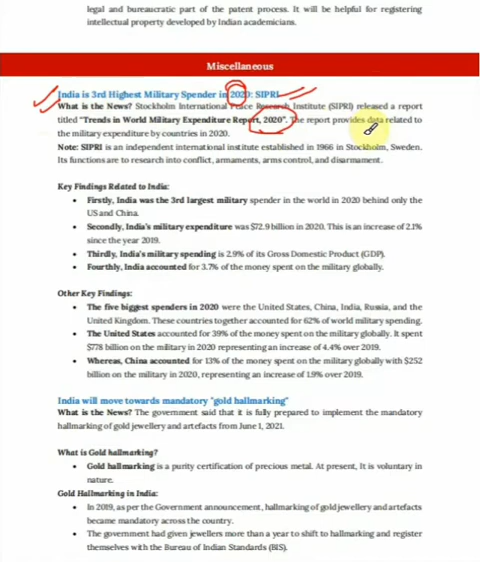 legal and bureaucratic part of the patent process. It will be helpful for registering
intellectual property developed by Indian academicians.
Miscellaneous
India is 3rd Highest Military Spender in 2020: SIPRI
What is the News? Stockholm International Peace Research Institute (SIPRI) released a report
titled "Trends in World Military Expenditure Report, 2020". The report provides data related to
the military expenditure by countries in 2020.
Note: SIPRI is an independent international institute established in 1966 in Stockholm, Sweden.
Its functions are to research into conflict, armaments, arms control, and disarmament.
Key Findings Related to India:
• Firstly, India was the 3rd largest military spender in the world in 2020 behind only the
US and China.
• Secondly, India's military expenditure was $72.9 billion in 2020. This is an increase of 2.1%
since the year 2019.
• Thirdly, India's military spending is 2.9% of its Gross Domestic Product (GDP).
• Fourthly, India accounted for 3.7% of the money spent on the military globally.
Other Key Findings:
• The five biggest spenders in 2020 were the United States, China, India, Russia, and the
United Kingdom. These countries together accounted for 62% of world military spending.
• The United States accounted for 39% of the money spent on the military globally. It spent
$778 billion on the military in 2020 representing an increase of 4.4% over 2019.
• Whereas, China accounted for 13% of the money spent on the military globally with $252
billion on the military in 2020, representing an increase of 1.9% over 2019.
India will move towards mandatory "gold hallmarking"
What is the News? The government said that it is fully prepared to implement the mandatory
hallmarking of gold jewellery and artefacts from June 1, 2021.
What is Gold hallmarking?
• Gold hallmarking is a purity certification of precious metal. At present, It is voluntary in
nature.
Gold Hallmarking in India:
• In 2019, as per the Government announcement, hallmarking of gold jewellery and artefacts
became mandatory across the country.
• The government had given jewellers more than a year to shift to hallmarking and register
themselves with the Bureau of Indian Standards (BIS).